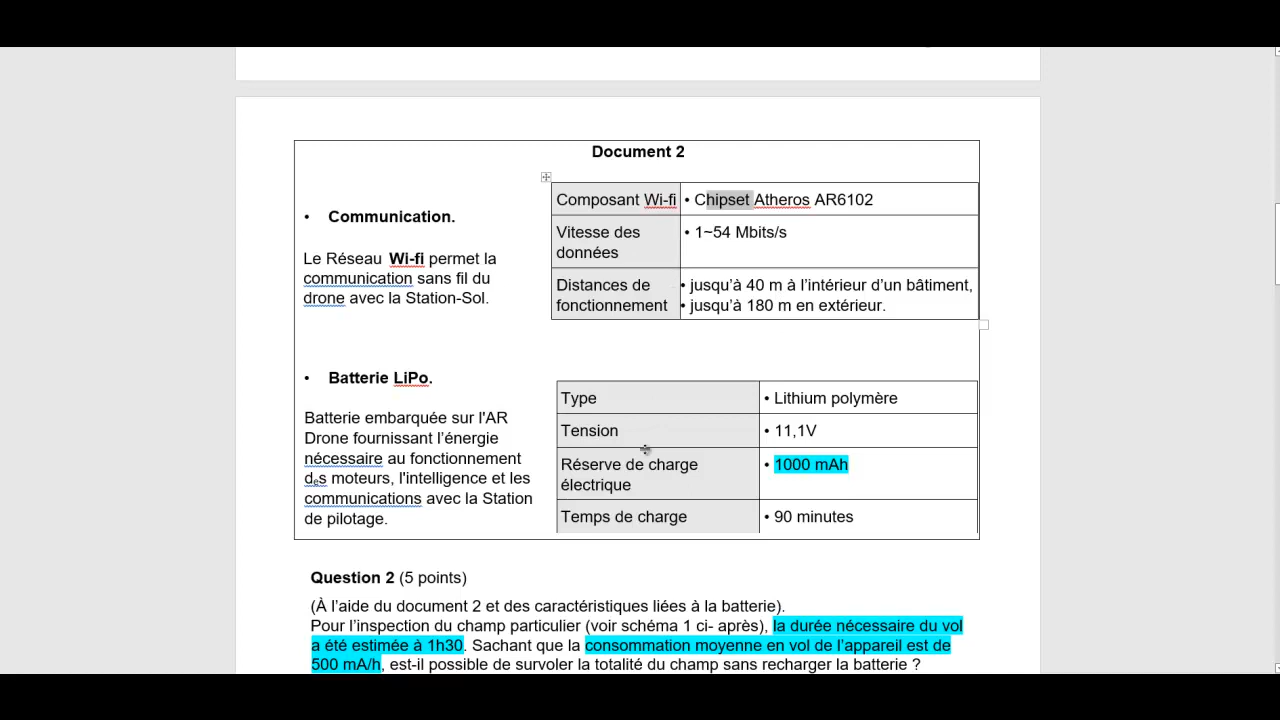 Document 2
• Communication.
Le Réseau Wi-fi permet la
communication sans fil du
drone avec la Station-Sol.
Composant Wi-fi • Chipset Atheros AR6102
Vitesse des • 1~54 Mbits/s
données
Distances de • jusqu'à 40 m à l'intérieur d'un bâtiment,
fonctionnement • jusqu'à 180 m en extérieur.
• Batterie LiPo.
Batterie embarquée sur l'AR
Drone fournissant l'énergie
nécessaire au fonctionnement
des moteurs, l'intelligence et les
communications avec la Station
de pilotage.
Type • Lithium polymère
Tension • 11,1V
Réserve de charge • 1000 mAh
électrique
Temps de charge • 90 minutes
Question 2 (5 points)
(À l'aide du document 2 et des caractéristiques liées à la batterie).
Pour l'inspection du champ particulier (voir schéma 1 ci- après), la durée nécessaire du vol
a été estimée à 1h30. Sachant que la consommation moyenne en vol de l'appareil est de
500 mA/h, est-il possible de survoler la totalité du champ sans recharger la batterie ?